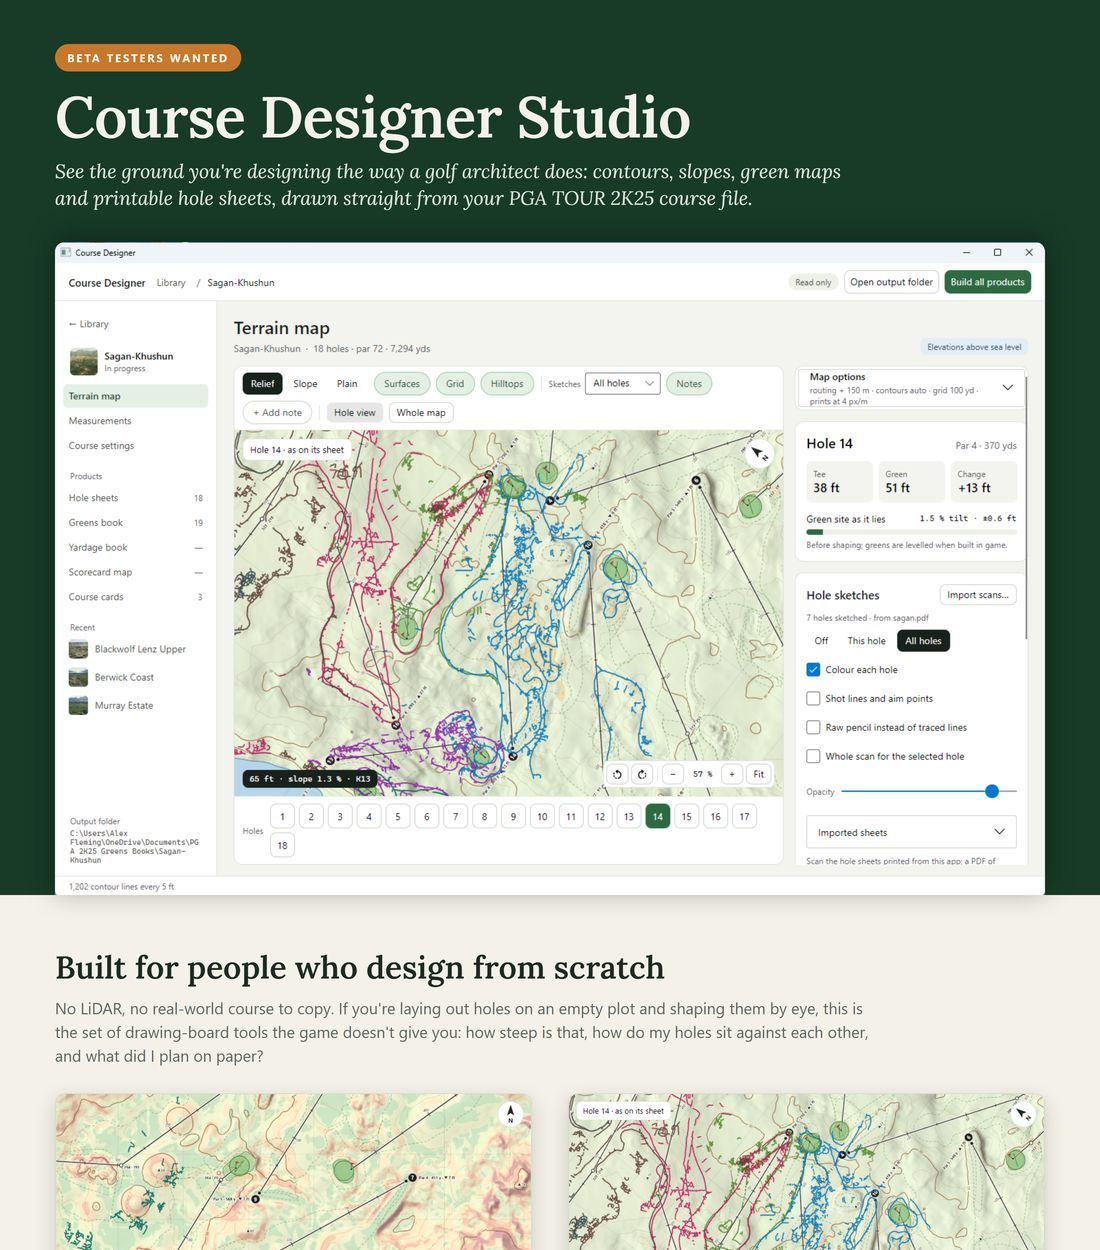 BETA TESTERS WANTED
Course Designer Studio
See the ground you're designing the way a golf architect does: contours, slopes, green maps
and printable hole sheets, drawn straight from your PGA TOUR 2K25 course file.
Course Designer
Course Designer Library / Sagan-Khushun
Read only Open output folder Build all products
← Library
Sagan-Khushun
In progress
Terrain map
Measurements
Course settings
Products
Hole sheets 18
Greens book 19
Yardage book —
Scorecard map —
Course cards 3
Recent
Blackwolf Lenz Upper
Berwick Coast
Murray Estate
Output folder
C:\Users\Alex
Fleming\OneDrive\Documents\PG
A 2K25 Greens Books\Sagan-
Khushun
Terrain map
Sagan-Khushun · 18 holes · par 72 · 7,294 yds
Elevations above sea level
Relief Slope Plain Surfaces Grid Hilltops Sketches All holes Notes
+ Add note Hole view Whole map
Hole 14 · as on its sheet
N
65 ft · slope 1.3 % · K13
− 57 % + Fit
Holes
1 2 3 4 5 6 7 8 9 10 11 12 13 14 15 16 17
18
Map options
routing + 150 m · contours auto · grid 100 yd ·
prints at 4 px/m
Hole 14 Par 4 · 370 yds
Tee Green Change
38 ft 51 ft +13 ft
Green site as it lies 1.5 % tilt · ±0.6 ft
Before shaping; greens are levelled when built in game.
Hole sketches Import scans...
7 holes sketched · from sagan.pdf
Off This hole All holes
Colour each hole
Shot lines and aim points
Raw pencil instead of traced lines
Whole scan for the selected hole
Opacity
Imported sheets
Scan the hole sheets printed from this app; a PDF of
1,202 contour lines every 5 ft
Built for people who design from scratch
No LiDAR, no real-world course to copy. If you're laying out holes on an empty plot and shaping them by eye, this is
the set of drawing-board tools the game doesn't give you: how steep is that, how do my holes sit against each other,
and what did I plan on paper?
N
Hole 14 · as on its sheet
N